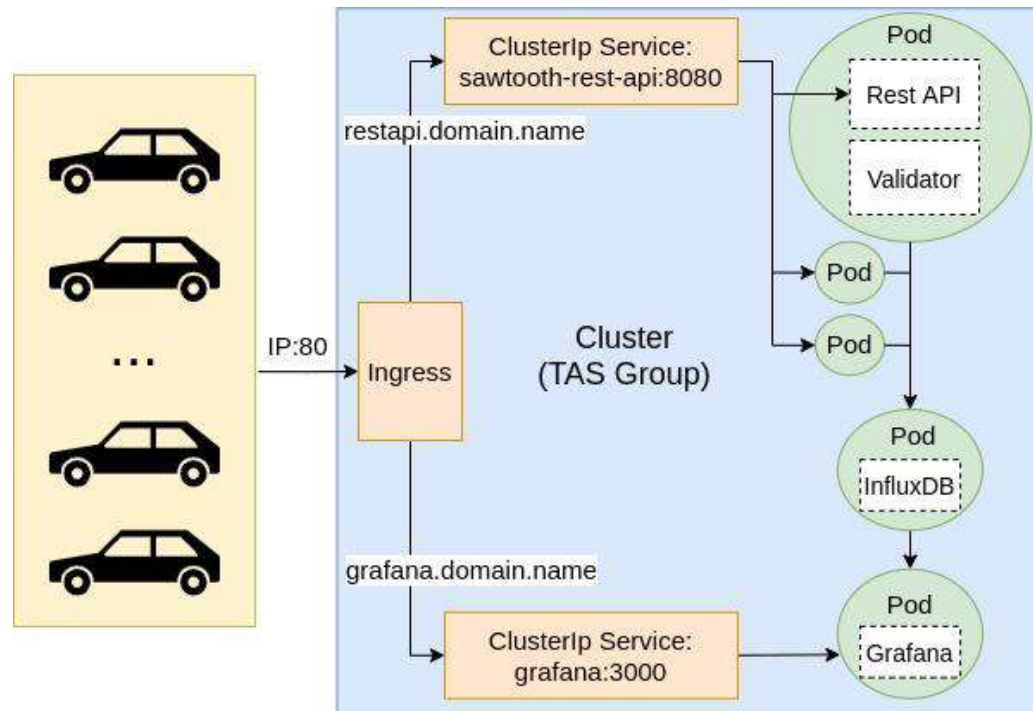 ClusterIp Service:
sawtooth-rest-api:8080
Pod
Rest API
Validator
restapi.domain.name
Pod
Pod
...
IP:80
Ingress
Cluster
(TAS Group)
Pod
InfluxDB
grafana.domain.name
ClusterIp Service:
grafana:3000
Pod
Grafana